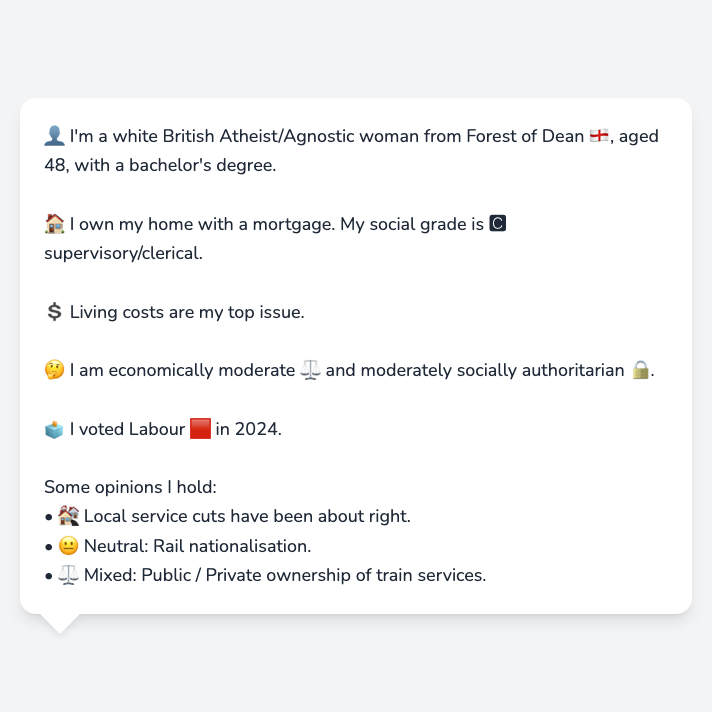 👤 I'm a white British Atheist/Agnostic woman from Forest of Dean 🏴󠁧󠁢󠁥󠁮󠁧󠁿, aged
48, with a bachelor's degree.
🏠 I own my home with a mortgage. My social grade is C
supervisory/clerical.
💲 Living costs are my top issue.
🤔 I am economically moderate ⚖️ and moderately socially authoritarian 🔒.
🗳️ I voted Labour 🟥 in 2024.
Some opinions I hold:
• 🏘️ Local service cuts have been about right.
• 😐 Neutral: Rail nationalisation.
• ⚖️ Mixed: Public / Private ownership of train services.